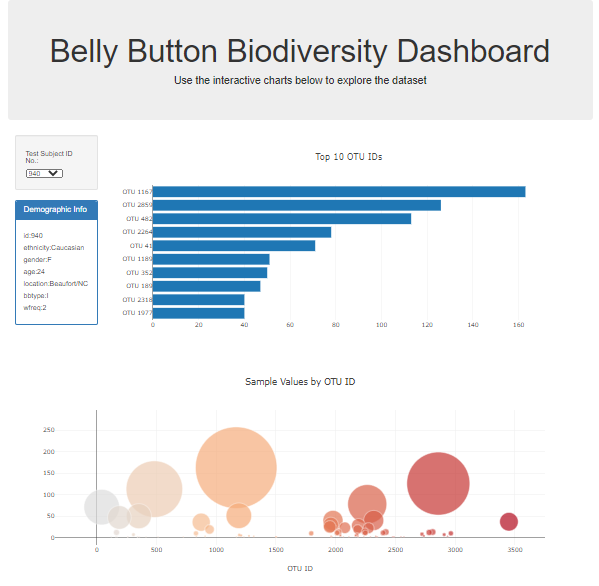 Belly Button Biodiversity Dashboard
Use the interactive charts below to explore the dataset
Test Subject ID
No.:
940
Demographic Info
id:940
ethnicity:Caucasian
gender:F
age:24
location:Beaufort/NC
bbtype:I
wfreq:2
Top 10 OTU IDs
OTU 1167
OTU 2859
OTU 482
OTU 2264
OTU 41
OTU 1189
OTU 352
OTU 189
OTU 2318
OTU 1977
0 20 40 60 80 100 120 140 160
Sample Values by OTU ID
250
200
150
100
50
0
0 500 1000 1500 2000 2500 3000 3500
OTU ID